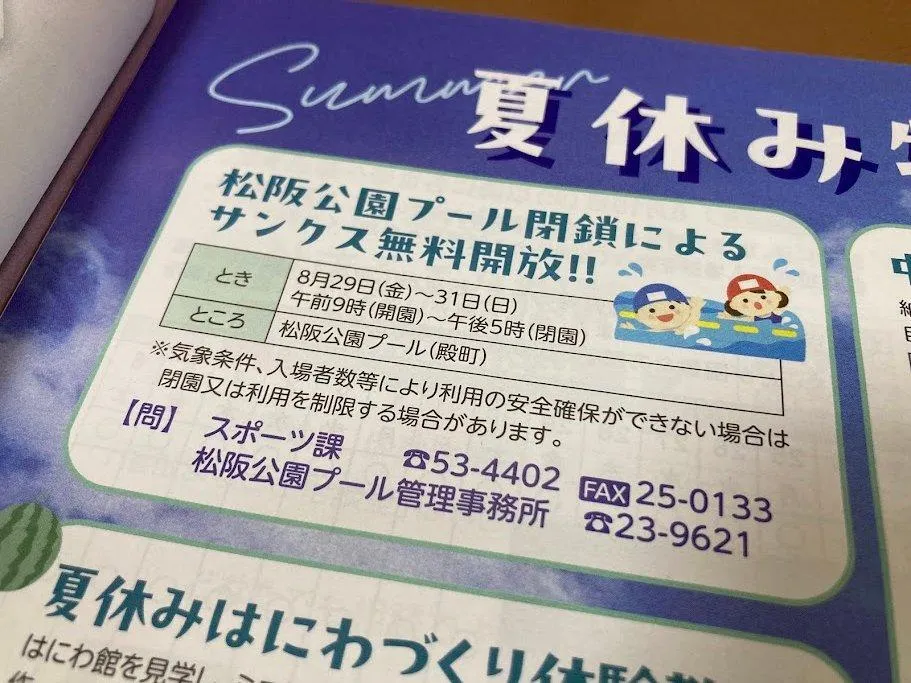 Summer
夏休み
松阪公園プール閉鎖による
サンクス無料開放!!
とき
8月29日(金)～31日(日)
午前9時(開園)～午後5時(閉園)
ところ
松阪公園プール(殿町)
※気象条件、入場者数等により利用の安全確保ができない場合は
閉園又は利用を制限する場合があります。
【問】 スポーツ課 ☎53-4402 FAX 25-0133
松阪公園プール管理事務所 ☎23-9621
夏休みはにわづくり体験
はにわ館を見学し、